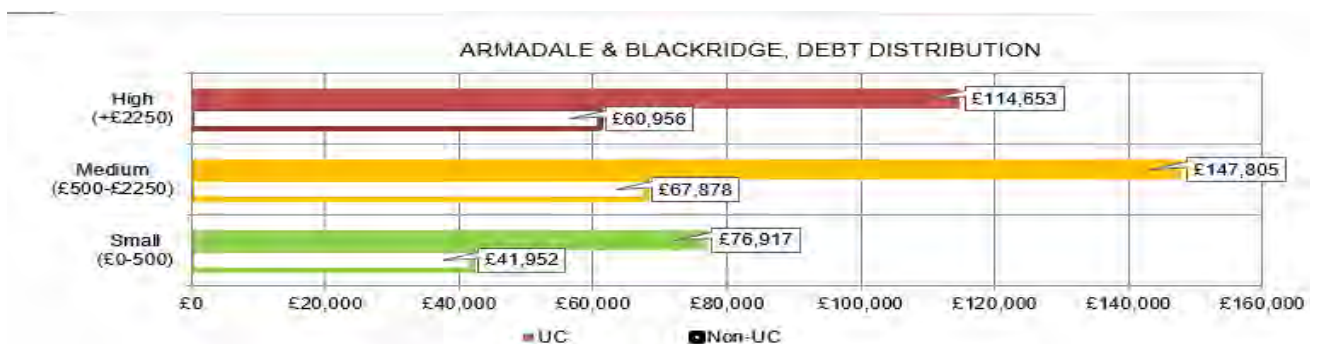 ARMADALE & BLACKRIDGE, DEBT DISTRIBUTION
High
(+£2250)
£114,653
£60,956
Medium
(£500-£2250)
£147,805
£67,878
Small
(£0-500)
£76,917
£41,952
£0 £20,000 £40,000 £60,000 £80,000 £100,000 £120,000 £140,000 £160,000
UC Non-UC